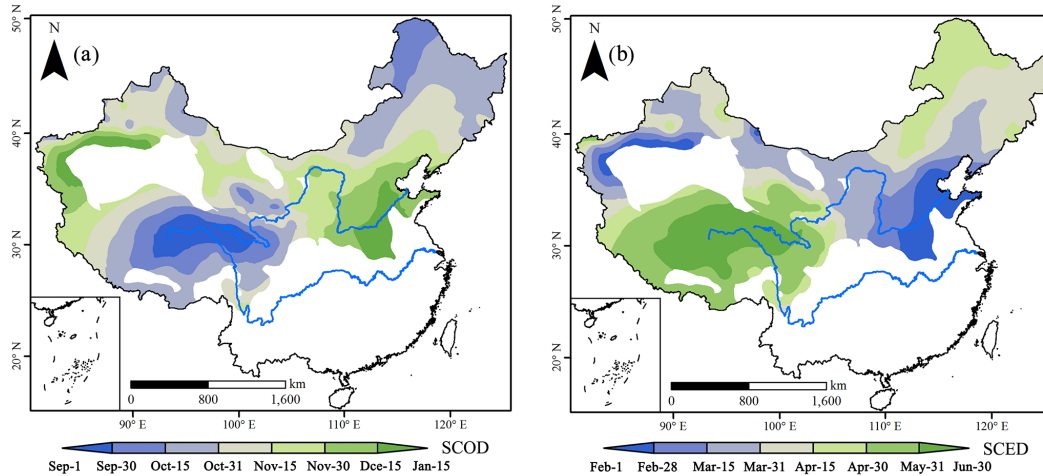 (a)
N
50° N
40° N
30° N
20° N
0 800 1,600
km
90° E 100° E 110° E 120° E
SCOD
Sep-1 Sep-30 Oct-15 Oct-31 Nov-15 Nov-30 Dce-15 Jan-15
(b)
N
50° N
40° N
30° N
20° N
0 800 1,600
km
90° E 100° E 110° E 120° E
SCED
Feb-1 Feb-28 Mar-15 Mar-31 Apr-15 Apr-30 May-31 Jun-30